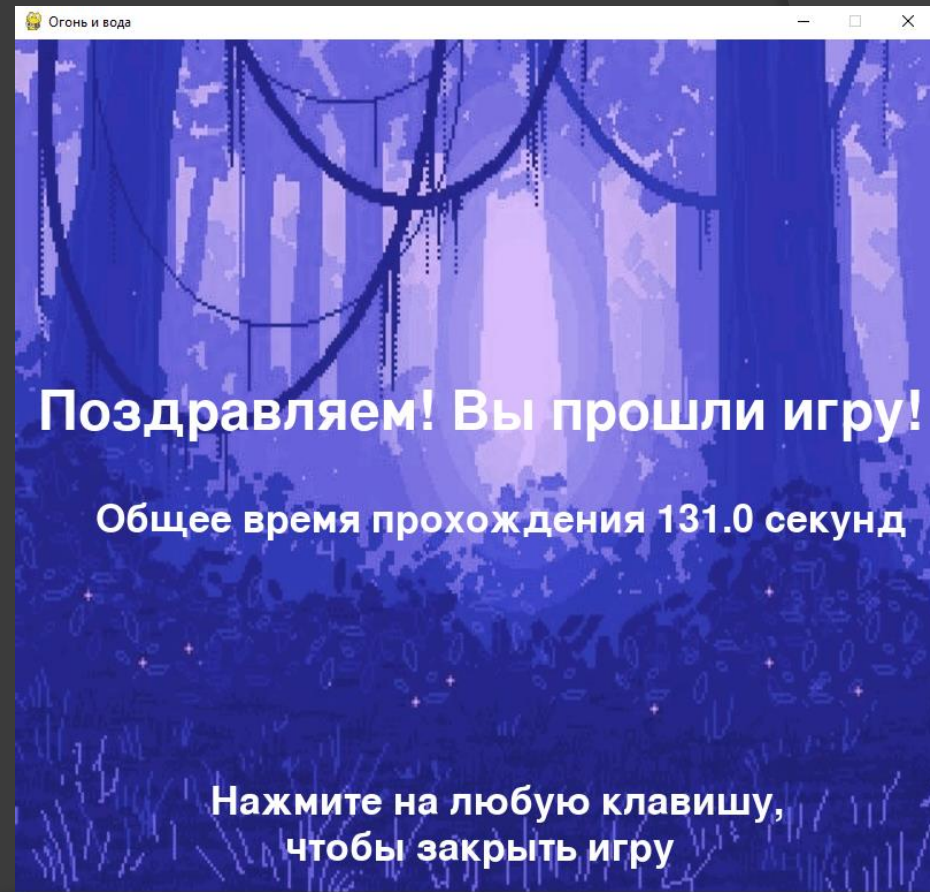 Огонь и вода
Поздравляем! Вы прошли игру!
Общее время прохождения 131.0 секунд
Нажмите на любую клавишу,
чтобы закрыть игру